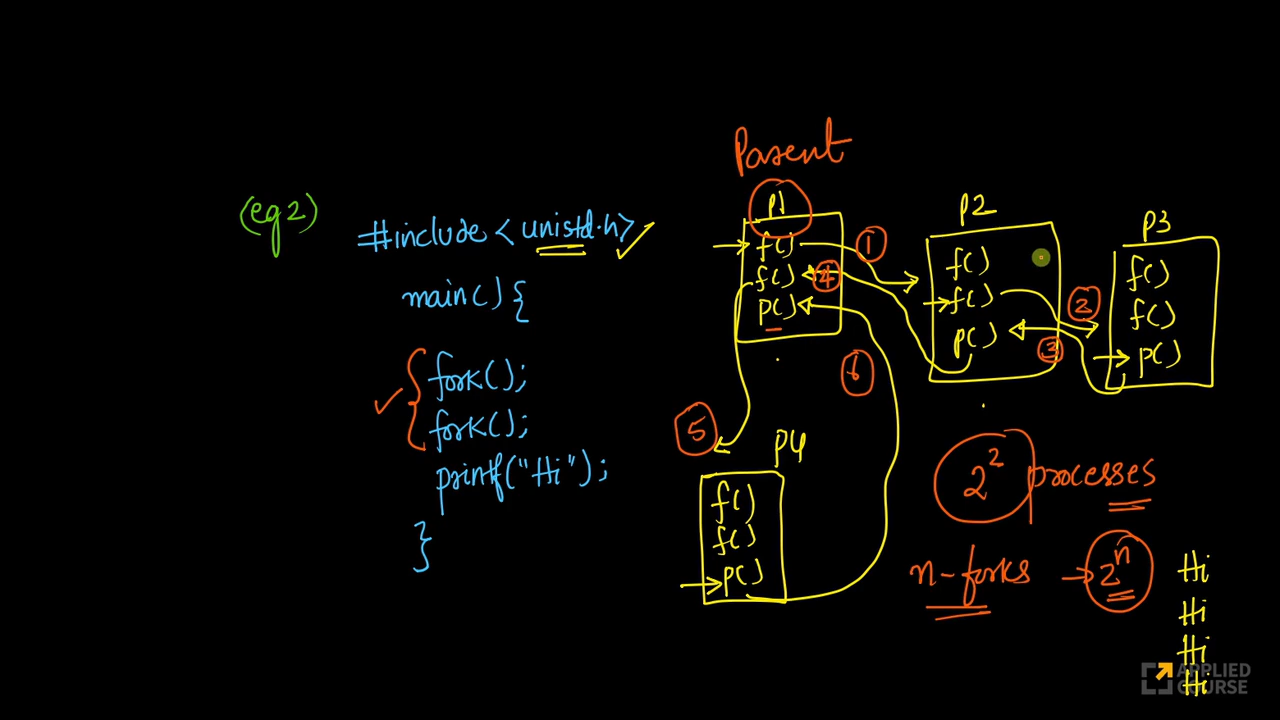 (eg 2)
#include <unistd.h>
main() {
fork();
fork();
printf("Hi");
}
Parent
P1
f()
f()
P()
1
4
6
P2
f()
f()
P()
2
3
P3
f()
f()
P()
5
P4
f()
f()
P()
2² processes
n-forks → 2ⁿ
Hi
Hi
Hi
Hi
APPLIED
COURSE